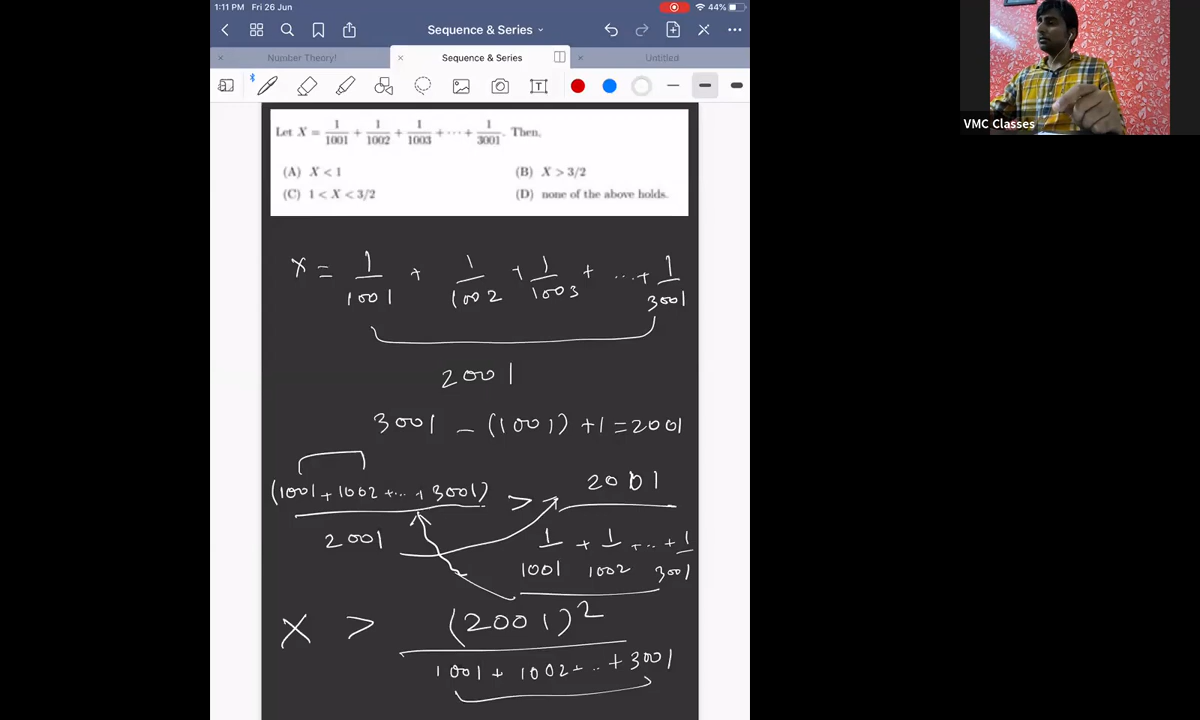 1:11 PM Fri 26 Jun
44%
Sequence & Series
Number Theory!
Sequence & Series
Untitled
VMC Classes
Let X = 1/1001 + 1/1002 + 1/1003 + ··· + 1/3001. Then,
(A) X < 1
(B) X > 3/2
(C) 1 < X < 3/2
(D) none of the above holds.
X = 1/1001 + 1/1002 + 1/1003 + ... + 1/3001
2001
3001 - (1001) + 1 = 2001
(1001 + 1002 + ... + 3001)/2001 > 2001/(1/1001 + 1/1002 + ... + 1/3001)
X > (2001)²/(1001 + 1002 + ... + 3001)